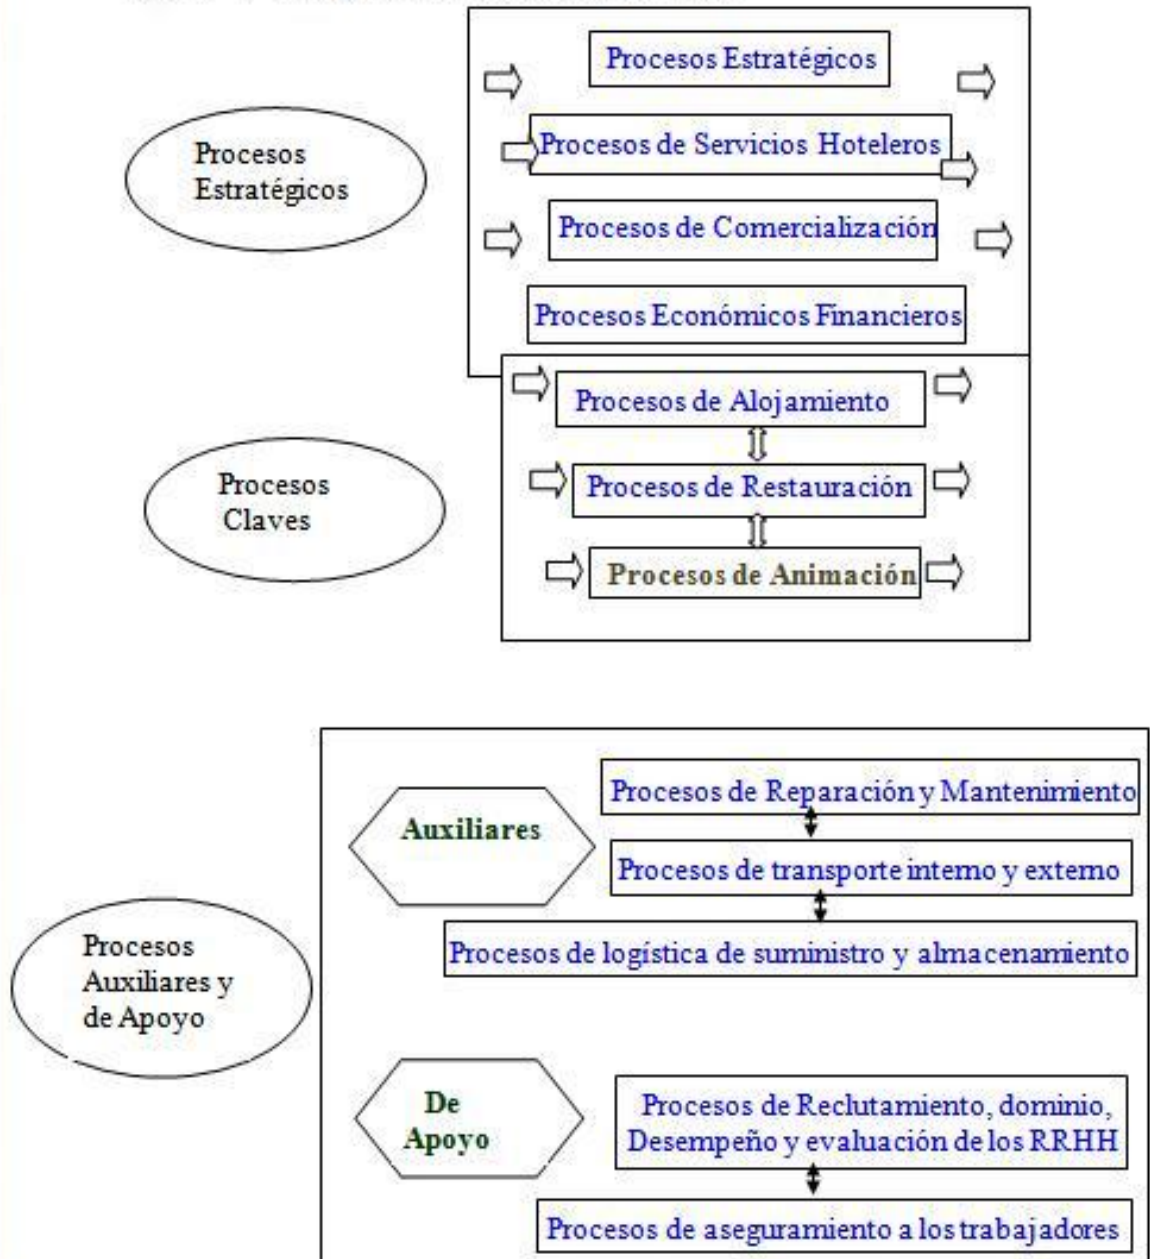 Procesos Estratégicos
Procesos
Estratégicos
Procesos de Servicios Hoteleros
Procesos de Comercialización
Procesos Económicos Financieros
Procesos de Alojamiento
Procesos
Claves
Procesos de Restauración
Procesos de Animación
Procesos de Reparación y Mantenimiento
Auxiliares
Procesos de transporte interno y externo
Procesos
Auxiliares y
de Apoyo
Procesos de logística de suministro y almacenamiento
De
Apoyo
Procesos de Reclutamiento, dominio,
Desempeño y evaluación de los RRHH
Procesos de aseguramiento a los trabajadores